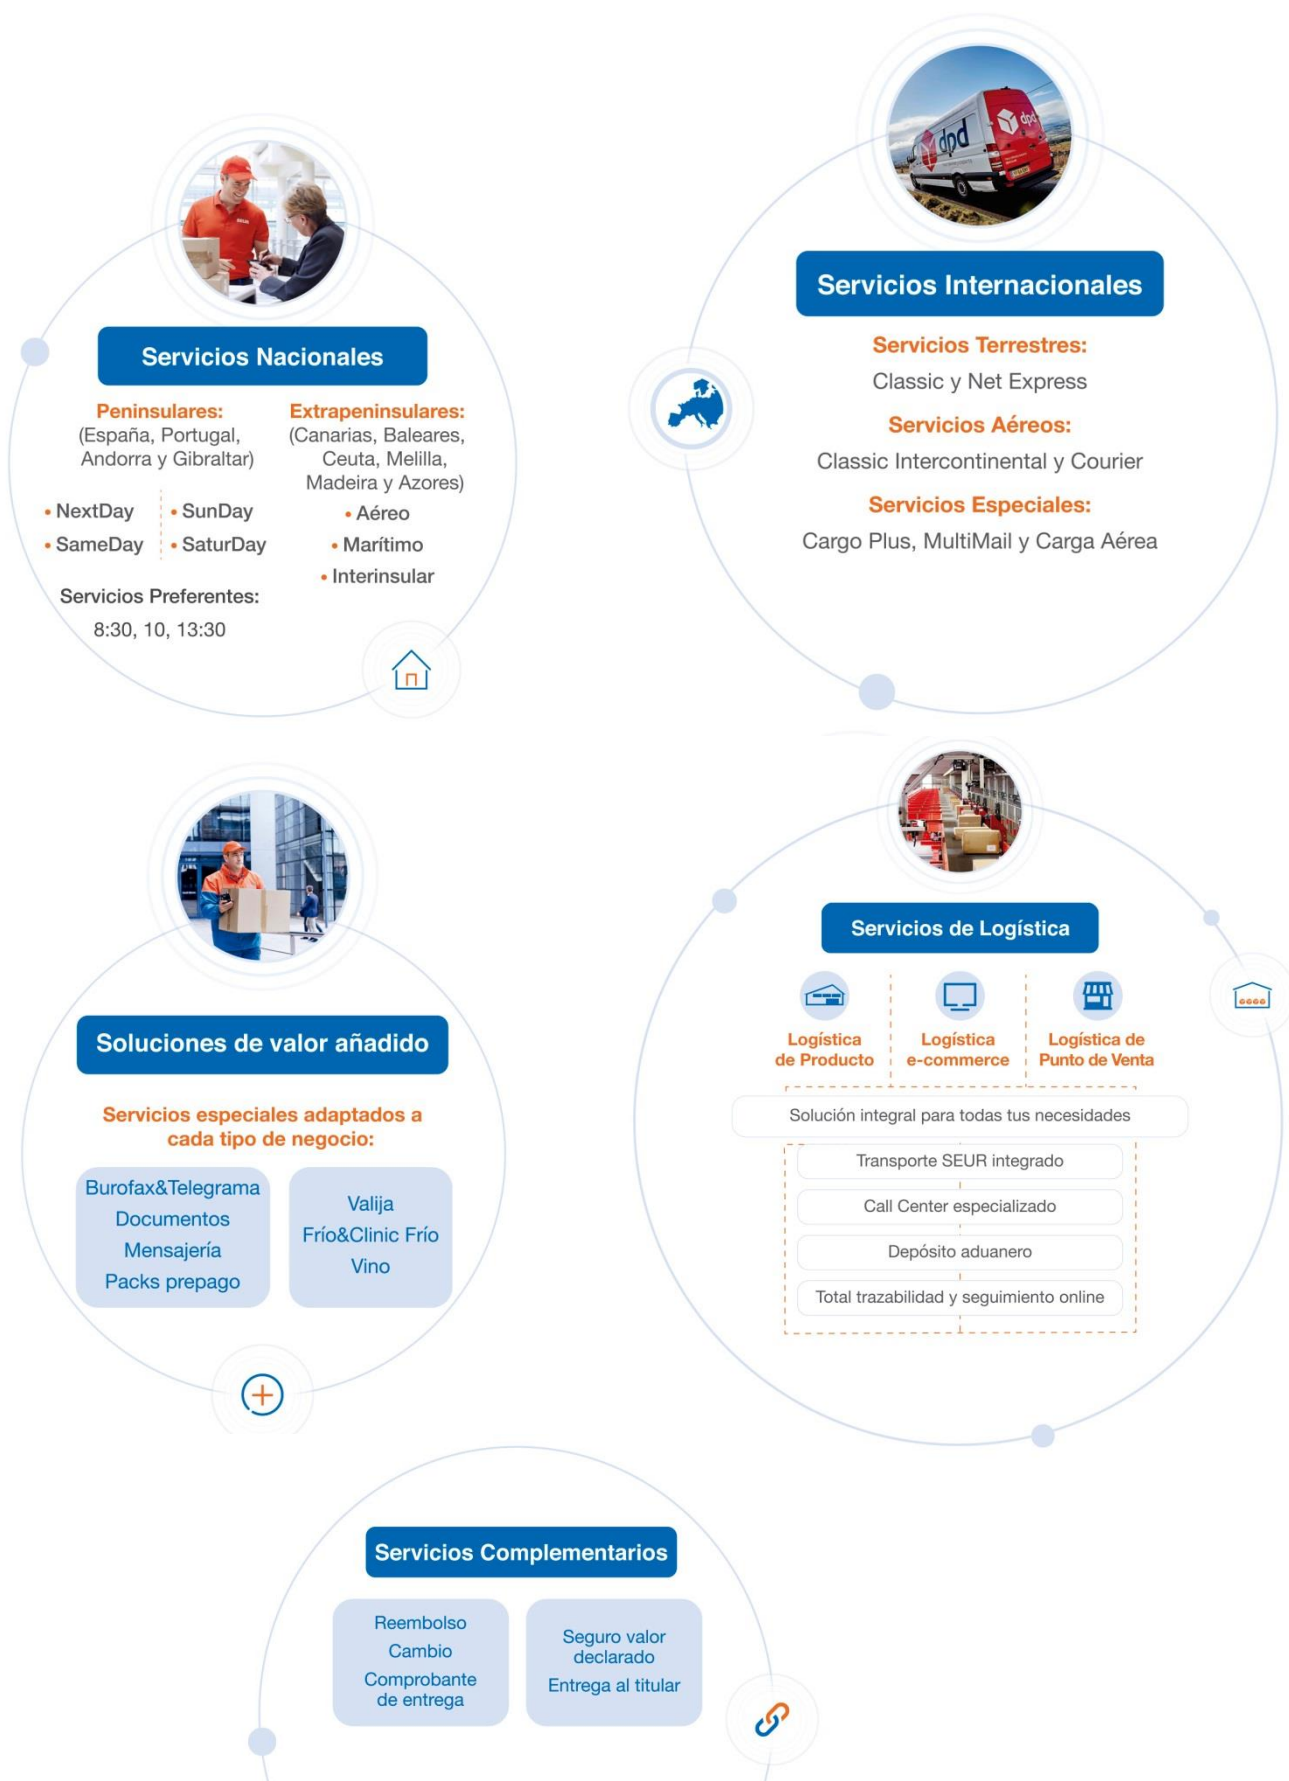 dpd
dpd
Servicios Nacionales
Peninsulares:
(España, Portugal,
Andorra y Gibraltar)
• NextDay
• SameDay
• SunDay
• SaturDay
Servicios Preferentes:
8:30, 10, 13:30
Extrapeninsulares:
(Canarias, Baleares,
Ceuta, Melilla,
Madeira y Azores)
• Aéreo
• Marítimo
• Interinsular
Servicios Internacionales
Servicios Terrestres:
Classic y Net Express
Servicios Aéreos:
Classic Intercontinental y Courier
Servicios Especiales:
Cargo Plus, MultiMail y Carga Aérea
Soluciones de valor añadido
Servicios especiales adaptados a
cada tipo de negocio:
Burofax&Telegrama
Documentos
Mensajería
Packs prepago
Valija
Frío&Clinic Frío
Vino
Servicios de Logística
Logística
de Producto
Logística
e-commerce
Logística de
Punto de Venta
Solución integral para todas tus necesidades
Transporte SEUR integrado
Call Center especializado
Depósito aduanero
Total trazabilidad y seguimiento online
Servicios Complementarios
Reembolso
Cambio
Comprobante
de entrega
Seguro valor
declarado
Entrega al titular